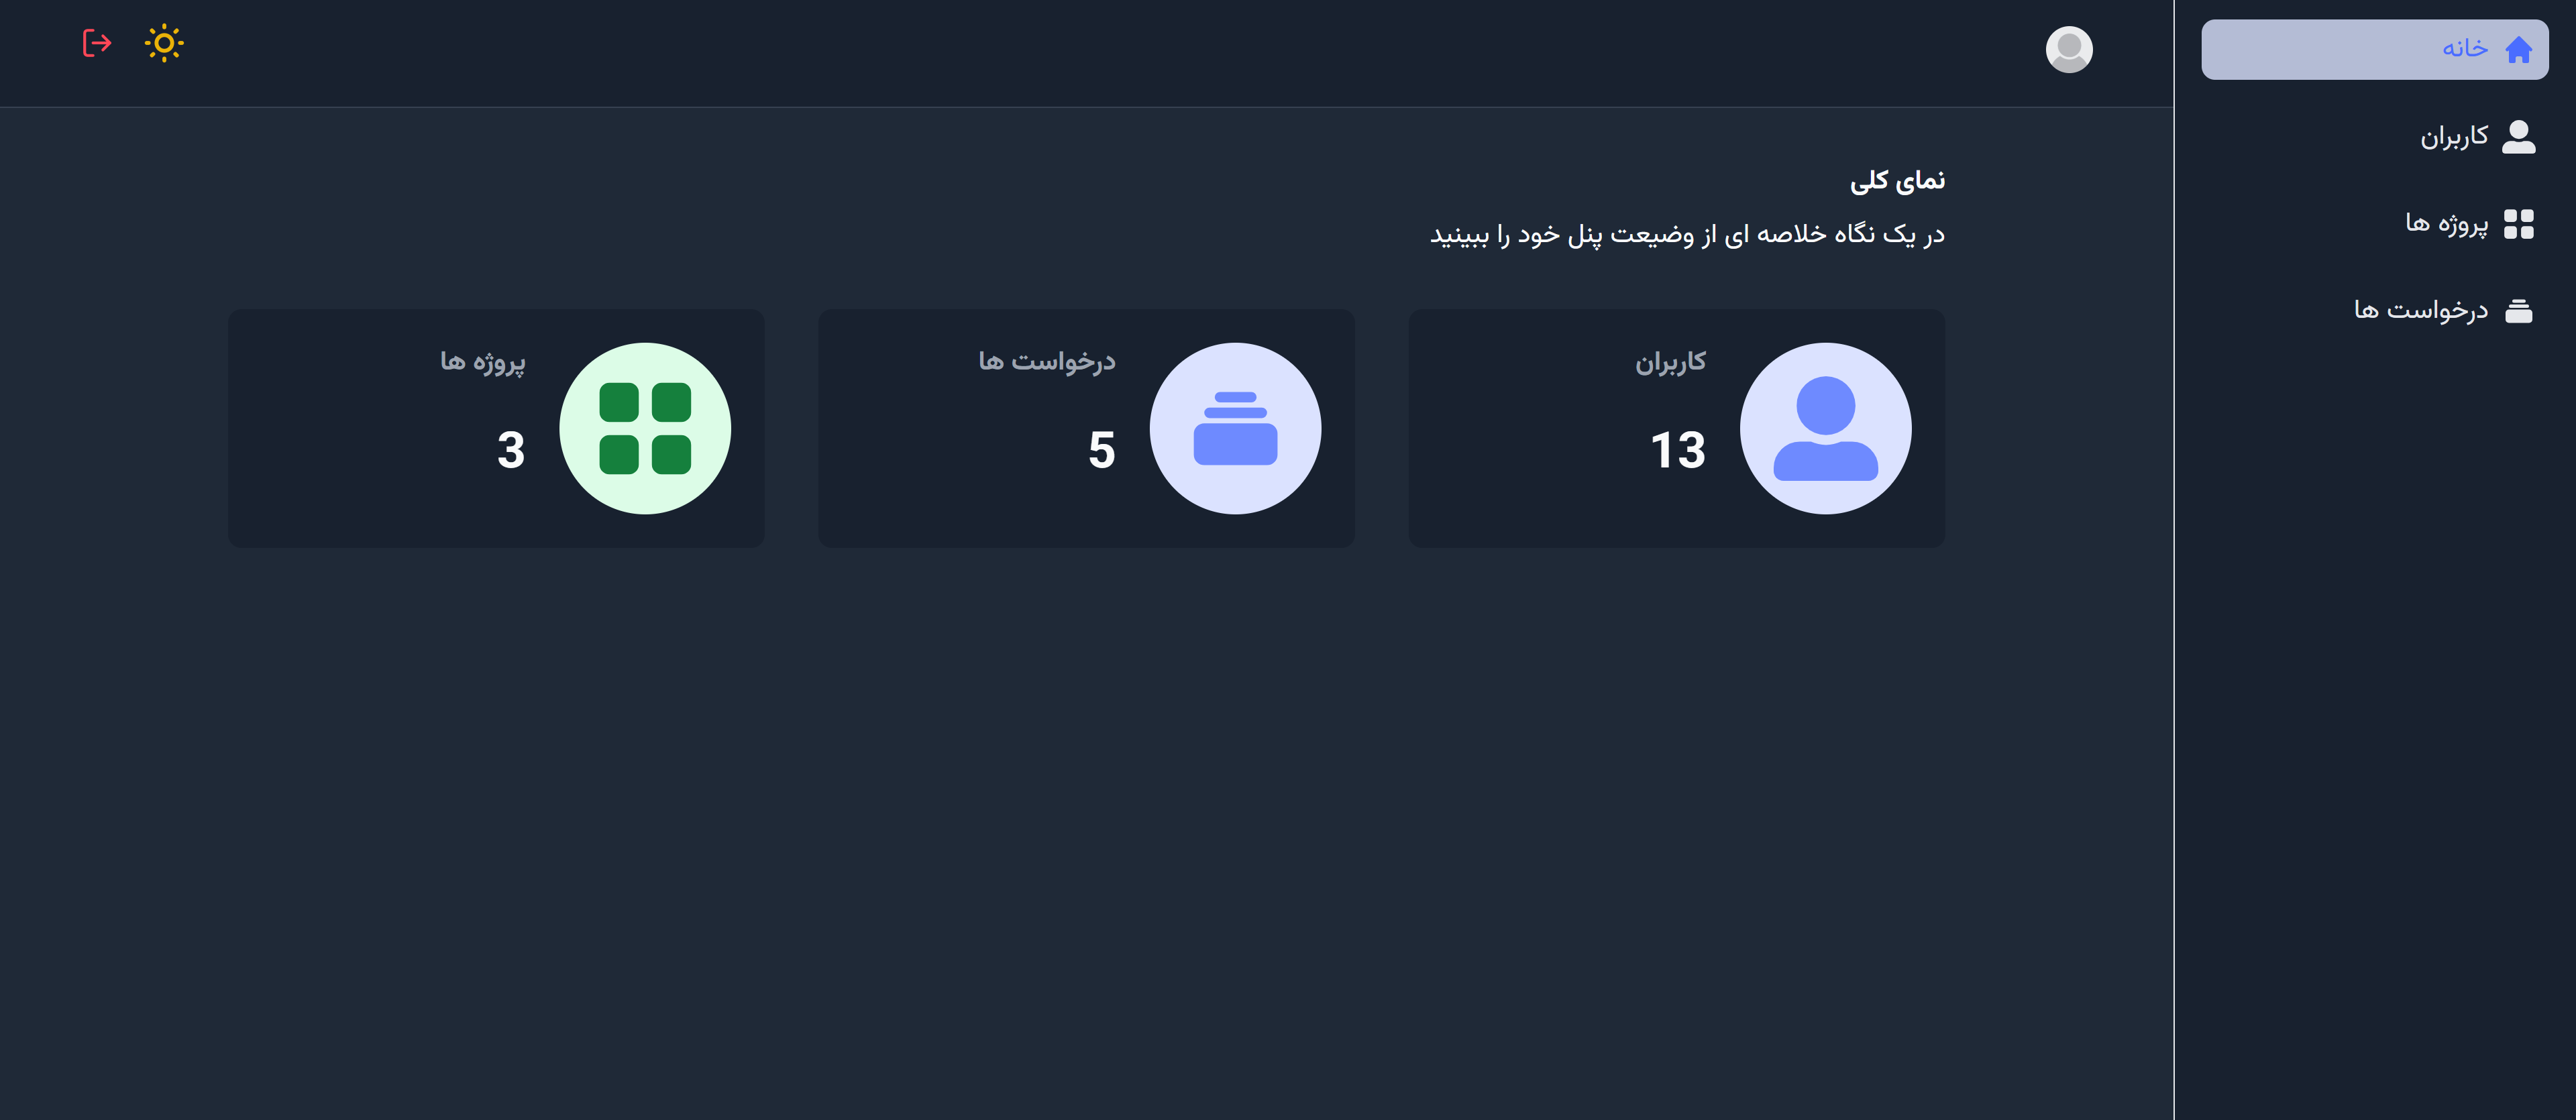 خانه
کاربران
پروژه ها
درخواست ها
نمای کلی
در یک نگاه خلاصه ای از وضیعت پنل خود را ببینید
کاربران
13
درخواست ها
5
پروژه ها
3